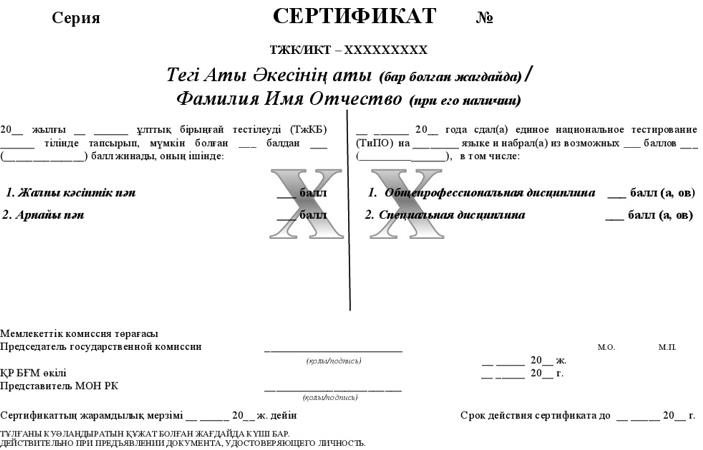 Серия СЕРТИФИКАТ №
ТЖК/ИКТ – XXXXXXXXX
Тегі Аты Әкесінің аты (бар болған жағдайда) /
Фамилия Имя Отчество (при его наличии)
20__ жылғы __ ______ ұлттық бірыңғай тестілеуді (ТжКБ)
______ тілінде тапсырып, мүмкін болған ___ балдан ___
(______________) балл жинады, оның ішінде:
1. Жалпы кәсіптік пән ___ балл
2. Арнайы пән ___ балл
__ ______ 20__ года сдал(а) единое национальное тестирование
(ТиПО) на ________ языке и набрал(а) из возможных ___ баллов ___
(_______________), в том числе:
1. Общепрофессиональная дисциплина ___ балл (а, ов)
2. Специальная дисциплина ___ балл (а, ов)
X X
Мемлекеттік комиссня төрағасы
Председатель государственной комиссии _________________________ М.О. М.П.
(қолы/подпись)
__ ______ 20__ ж.
ҚР БҒМ өкілі __ ______ 20__ г.
Представитель МОН РК _________________________
(қолы/подпись)
Сертификаттың жарамдылық мерзімі __ ______ 20__ ж. дейін Срок действия сертификата до __ ______ 20__ г.
ТҰЛҒАНЫ КУӘЛАНДЫРАТЫН ҚҰЖАТ БОЛҒАН ЖАҒДАЙДА КҮШІ БАР.
ДЕЙСТВИТЕЛЬНО ПРИ ПРЕДЪЯВЛЕНИИ ДОКУМЕНТА, УДОСТОВЕРЯЮЩЕГО ЛИЧНОСТЬ.